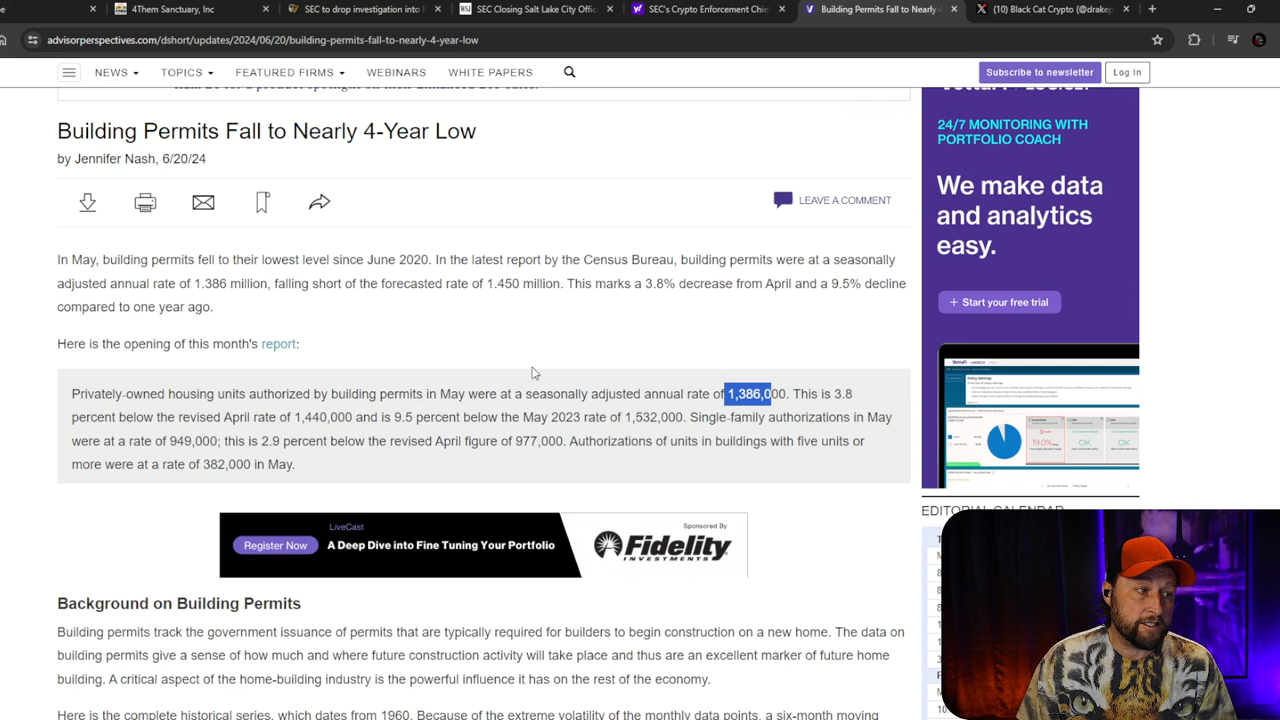 4Them Sanctuary, Inc
SEC to drop investigation into
SEC Closing Salt Lake City Offi
SEC's Crypto Enforcement Chie
Building Permits Fall to Nearly 4
(10) Black Cat Crypto (@drakep
advisorperspectives.com/dshort/updates/2024/06/20/building-permits-fall-to-nearly-4-year-low
NEWS TOPICS FEATURED FIRMS WEBINARS WHITE PAPERS
Subscribe to newsletter Log In
Building Permits Fall to Nearly 4-Year Low
by Jennifer Nash, 6/20/24
LEAVE A COMMENT
In May, building permits fell to their lowest level since June 2020. In the latest report by the Census Bureau, building permits were at a seasonally
adjusted annual rate of 1.386 million, falling short of the forecasted rate of 1.450 million. This marks a 3.8% decrease from April and a 9.5% decline
compared to one year ago.
Here is the opening of this month's report:
Privately-owned housing units authorized by building permits in May were at a seasonally adjusted annual rate of 1,386,000. This is 3.8
percent below the revised April rate of 1,440,000 and is 9.5 percent below the May 2023 rate of 1,532,000. Single-family authorizations in May
were at a rate of 949,000; this is 2.9 percent below the revised April figure of 977,000. Authorizations of units in buildings with five units or
more were at a rate of 382,000 in May.
LiveCast
Register Now
A Deep Dive into Fine Tuning Your Portfolio
Sponsored By
Fidelity
INVESTMENTS
Background on Building Permits
Building permits track the government issuance of permits that are typically required for builders to begin construction on a new home. The data on
building permits give a sense of how much and where future construction work will take place and thus are an excellent marker of future home
building. A critical aspect of the home-building industry is the powerful influence it has on the rest of the economy.
Here is the complete history
24/7 MONITORING WITH
PORTFOLIO COACH
We make data
and analytics
easy.
+ Start your free trial
19.0%
OK
OK
EDITORIAL CALENDAR